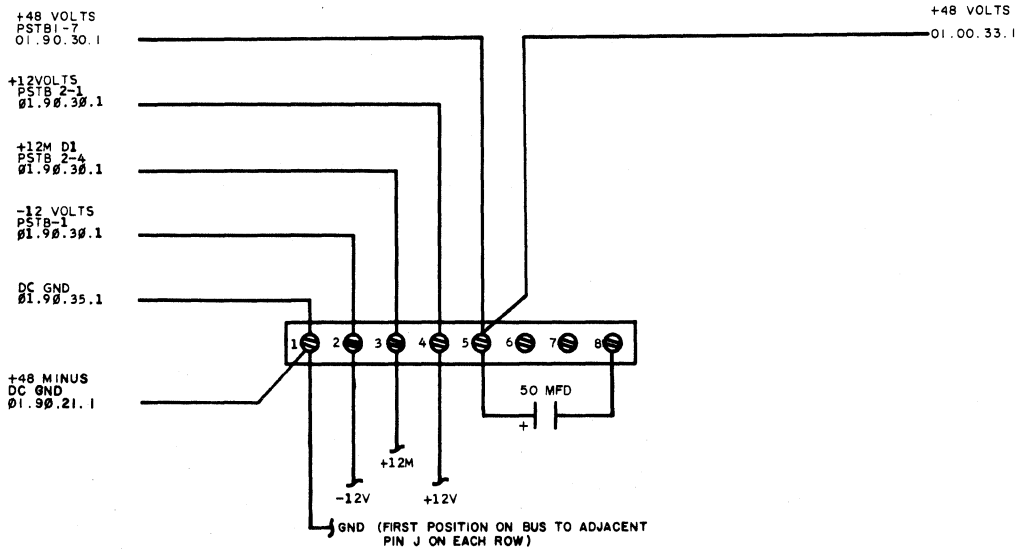 +48 VOLTS
PSTB1-7
01.90.30.1
+48 VOLTS
01.00.33.1
+12VOLTS
PSTB 2-1
Ø1.9Ø.3Ø.1
+12M D1
PSTB 2-4
Ø1.9Ø.3Ø.1
-12 VOLTS
PSTB-1
Ø1.9Ø.3Ø.1
DC GND
Ø1.9Ø.35.1
1 2 3 4 5 6 7 8
+48 MINUS
DC GND
Ø1.9Ø.21.1
50 MFD
+
+12M
-12V
+12V
GND (FIRST POSITION ON BUS TO ADJACENT
PIN J ON EACH ROW)